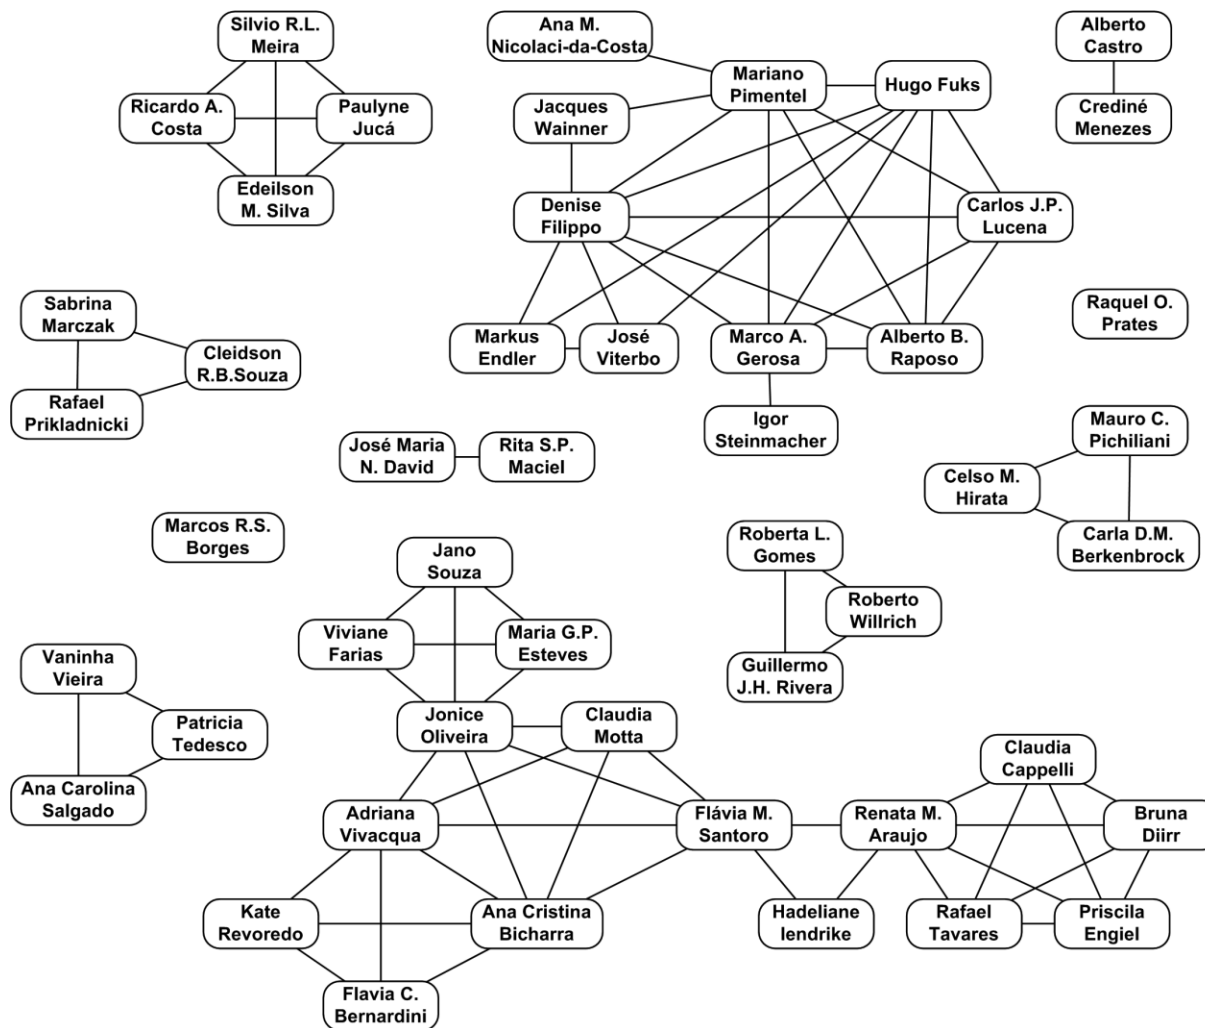 Silvio R.L.
Meira
Ricardo A.
Costa
Paulyne
Jucá
Edeilson
M. Silva
Ana M.
Nicolaci-da-Costa
Mariano
Pimentel
Hugo Fuks
Jacques
Wainner
Denise
Filippo
Carlos J.P.
Lucena
Markus
Endler
José
Viterbo
Marco A.
Gerosa
Alberto B.
Raposo
Igor
Steinmacher
Alberto
Castro
Crediné
Menezes
Raquel O.
Prates
Sabrina
Marczak
Cleidson
R.B.Souza
Rafael
Prikladnicki
José Maria
N. David
Rita S.P.
Maciel
Mauro C.
Pichiliani
Celso M.
Hirata
Carla D.M.
Berkenbrock
Marcos R.S.
Borges
Roberta L.
Gomes
Roberto
Willrich
Guillermo
J.H. Rivera
Vaninha
Vieira
Patricia
Tedesco
Ana Carolina
Salgado
Jano
Souza
Viviane
Farias
Maria G.P.
Esteves
Jonice
Oliveira
Claudia
Motta
Adriana
Vivacqua
Flávia M.
Santoro
Kate
Revoredo
Ana Cristina
Bicharra
Flavia C.
Bernardini
Hadeliane
Iendrike
Renata M.
Araujo
Claudia
Cappelli
Bruna
Diirr
Rafael
Tavares
Priscila
Engiel